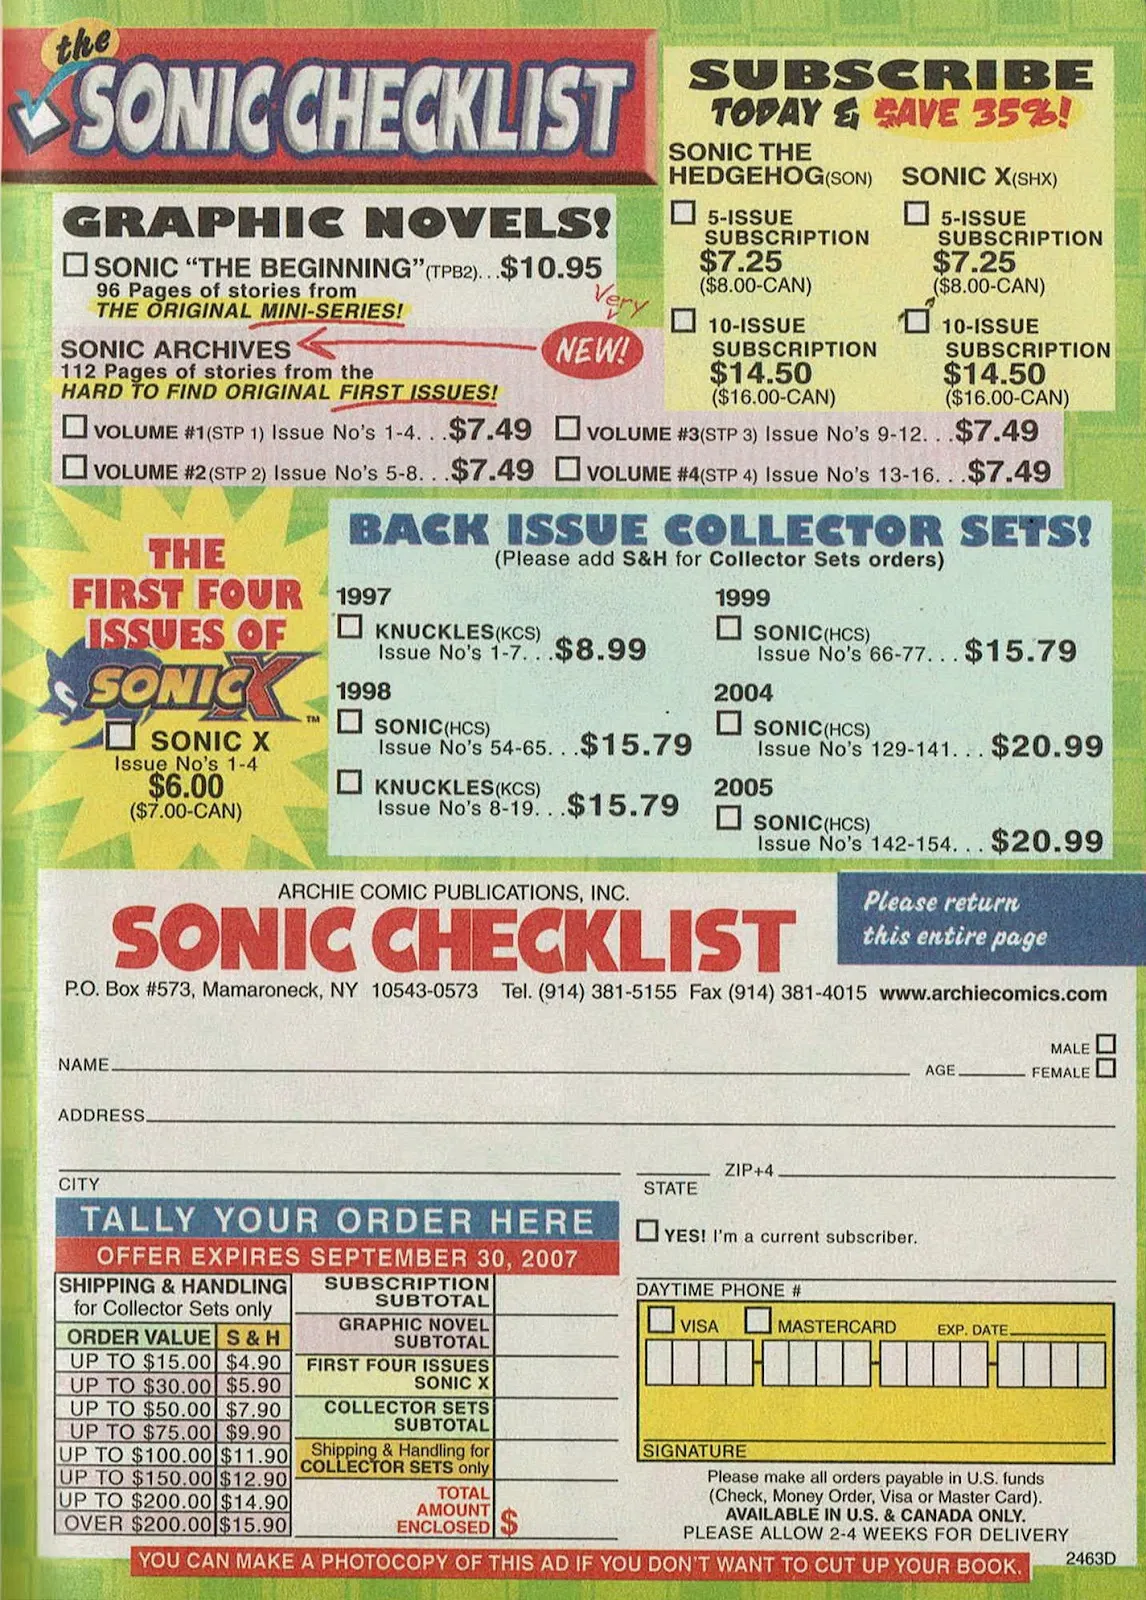 the
SONIC CHECKLIST
SUBSCRIBE
TODAY & SAVE 35%!
SONIC THE
HEDGEHOG(SON)
5-ISSUE
SUBSCRIPTION
$7.25
($8.00-CAN)
10-ISSUE
SUBSCRIPTION
$14.50
($16.00-CAN)
SONIC X(SHX)
5-ISSUE
SUBSCRIPTION
$7.25
($8.00-CAN)
10-ISSUE
SUBSCRIPTION
$14.50
($16.00-CAN)
GRAPHIC NOVELS!
SONIC “THE BEGINNING”(TPB2)...$10.95
96 Pages of stories from
THE ORIGINAL MINI-SERIES!
Very
NEW!
SONIC ARCHIVES
112 Pages of stories from the
HARD TO FIND ORIGINAL FIRST ISSUES!
VOLUME #1(STP 1) Issue No's 1-4...$7.49
VOLUME #2(STP 2) Issue No's 5-8...$7.49
VOLUME #3(STP 3) Issue No's 9-12...$7.49
VOLUME #4(STP 4) Issue No's 13-16...$7.49
THE
FIRST FOUR
ISSUES OF
SONIC X™
SONIC X
Issue No's 1-4
$6.00
($7.00-CAN)
BACK ISSUE COLLECTOR SETS!
(Please add S&H for Collector Sets orders)
1997
KNUCKLES(KCS)
Issue No's 1-7...$8.99
1998
SONIC(HCS)
Issue No's 54-65...$15.79
KNUCKLES(KCS)
Issue No's 8-19...$15.79
1999
SONIC(HCS)
Issue No's 66-77...$15.79
2004
SONIC(HCS)
Issue No's 129-141...$20.99
2005
SONIC(HCS)
Issue No's 142-154...$20.99
ARCHIE COMIC PUBLICATIONS, INC.
SONIC CHECKLIST
Please return
this entire page
P.O. Box #573, Mamaroneck, NY 10543-0573 Tel. (914) 381-5155 Fax (914) 381-4015 www.archiecomics.com
MALE
NAME AGE FEMALE
ADDRESS
ZIP+4
CITY STATE
TALLY YOUR ORDER HERE
OFFER EXPIRES SEPTEMBER 30, 2007
SHIPPING & HANDLING
for Collector Sets only
ORDER VALUE S & H
UP TO $15.00 $4.90
UP TO $30.00 $5.90
UP TO $50.00 $7.90
UP TO $75.00 $9.90
UP TO $100.00 $11.90
UP TO $150.00 $12.90
UP TO $200.00 $14.90
OVER $200.00 $15.90
SUBSCRIPTION
SUBTOTAL
GRAPHIC NOVEL
SUBTOTAL
FIRST FOUR ISSUES
SONIC X
COLLECTOR SETS
SUBTOTAL
Shipping & Handling for
COLLECTOR SETS only
TOTAL
AMOUNT
ENCLOSED $
YES! I'm a current subscriber.
DAYTIME PHONE #
VISA MASTERCARD EXP. DATE
SIGNATURE
Please make all orders payable in U.S. funds
(Check, Money Order, Visa or Master Card).
AVAILABLE IN U.S. & CANADA ONLY.
PLEASE ALLOW 2-4 WEEKS FOR DELIVERY
2463D
YOU CAN MAKE A PHOTOCOPY OF THIS AD IF YOU DON'T WANT TO CUT UP YOUR BOOK.